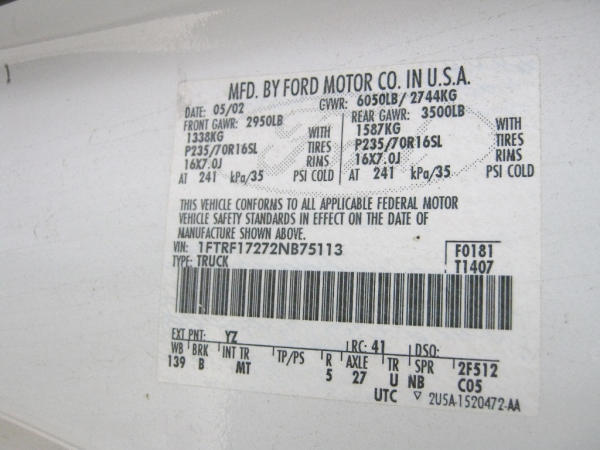 MFD. BY FORD MOTOR CO. IN U.S.A.
DATE: 05/02 GVWR: 6050LB/ 2744KG
FRONT GAWR: 2950LB REAR GAWR: 3500LB
1338KG WITH 1587KG WITH
P235/70R16SL TIRES P235/70R16SL TIRES
16X7.0J RIMS 16X7.0J RIMS
AT 241 kPa/35 PSI COLD AT 241 kPa/35 PSI COLD
THIS VEHICLE CONFORMS TO ALL APPLICABLE FEDERAL MOTOR
VEHICLE SAFETY STANDARDS IN EFFECT ON THE DATE OF
MANUFACTURE SHOWN ABOVE.
VIN: 1FTRF17272NB75113 F0181
TYPE: TRUCK T1407
EXT PNT: YZ RC: 41 DSO:
WB BRK INT TR TP/PS R AXLE TR SPR 2F512
139 B MT 5 27 U NB C05
UTC ▽ 2U5A-1520472-AA